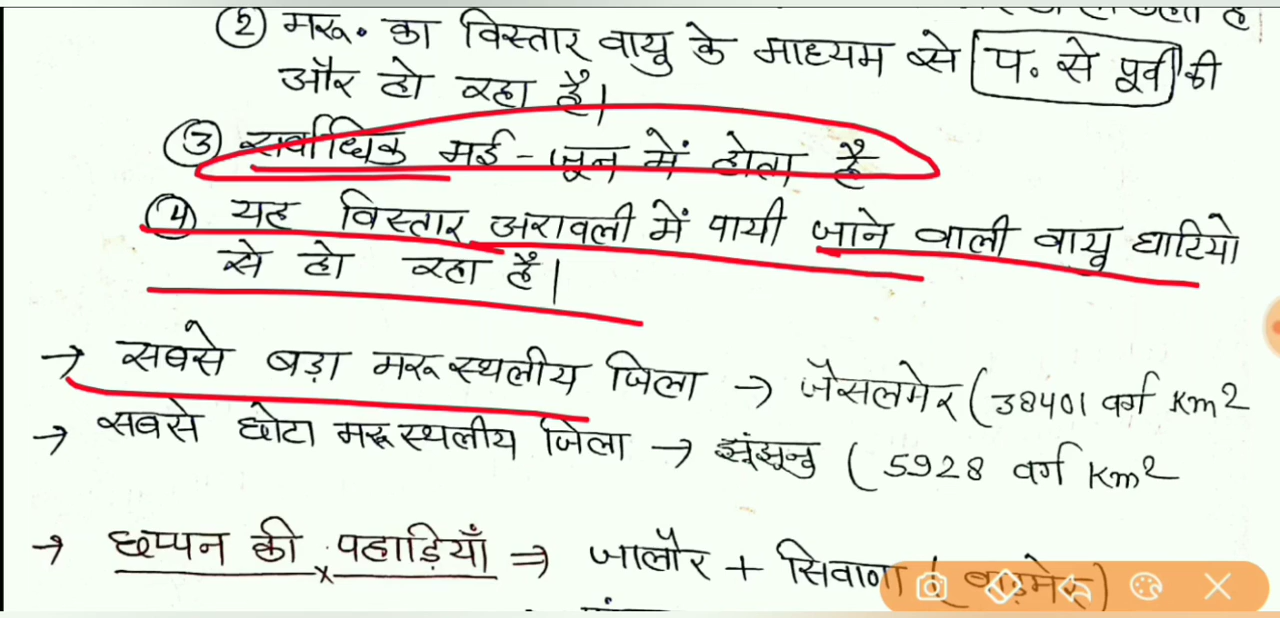 ② मरू. का विस्तार वायु के माध्यम से प. से पूर्व की
और हो रहा है।
③ सर्वाधिक मई - जून में होता है
④ यह विस्तार अरावली में पायी जाने वाली वायु घाटियो
से हो रहा है।
→ सबसे बड़ा मरूस्थलीय जिला → जैसलमेर (38401 वर्ग Km2
→ सबसे छोटा मरूस्थलीय जिला → झूंझूनु (5928 वर्ग Km2
→ छप्पन की पहाड़ियाँ ⇒ जालौर + सिवाणा (बाड़मेर)